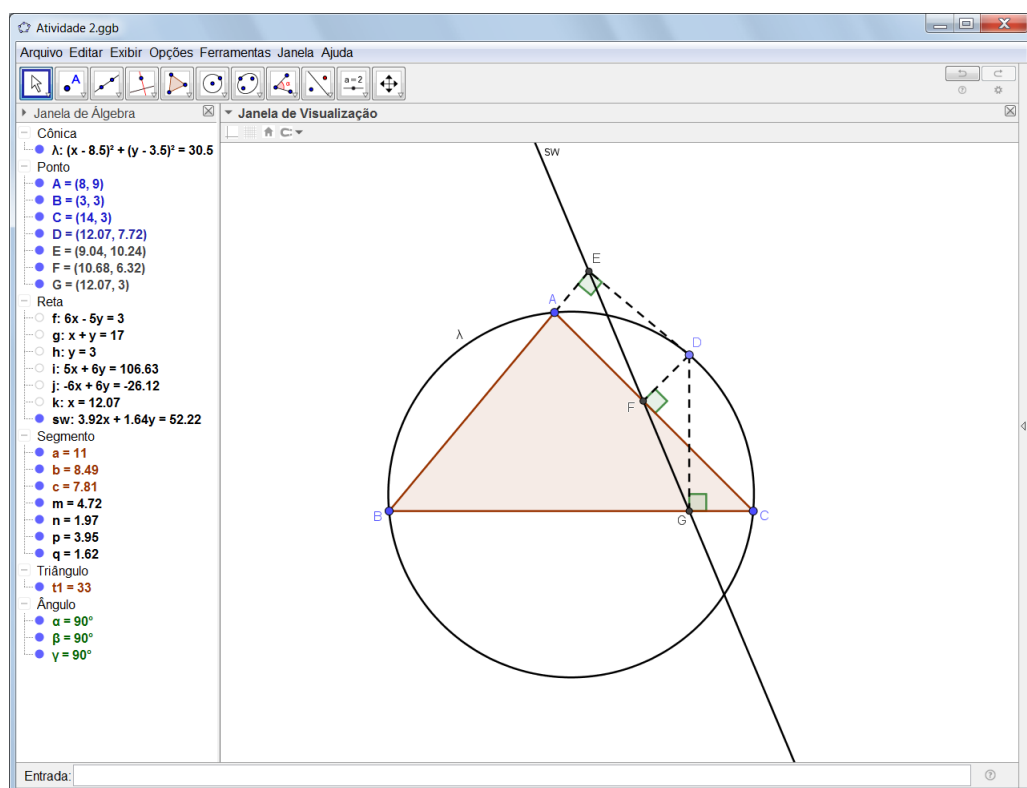 Atividade 2.ggb
Arquivo Editar Exibir Opções Ferramentas Janela Ajuda
A
a=2
Janela de Álgebra
Cônica
λ: (x - 8.5)² + (y - 3.5)² = 30.5
Ponto
A = (8, 9)
B = (3, 3)
C = (14, 3)
D = (12.07, 7.72)
E = (9.04, 10.24)
F = (10.68, 6.32)
G = (12.07, 3)
Reta
f: 6x - 5y = 3
g: x + y = 17
h: y = 3
i: 5x + 6y = 106.63
j: -6x + 6y = -26.12
k: x = 12.07
sw: 3.92x + 1.64y = 52.22
Segmento
a = 11
b = 8.49
c = 7.81
m = 4.72
n = 1.97
p = 3.95
q = 1.62
Triângulo
t1 = 33
Ângulo
α = 90°
β = 90°
γ = 90°
Janela de Visualização
sw
E
A
λ
D
F
B
G
C
Entrada: